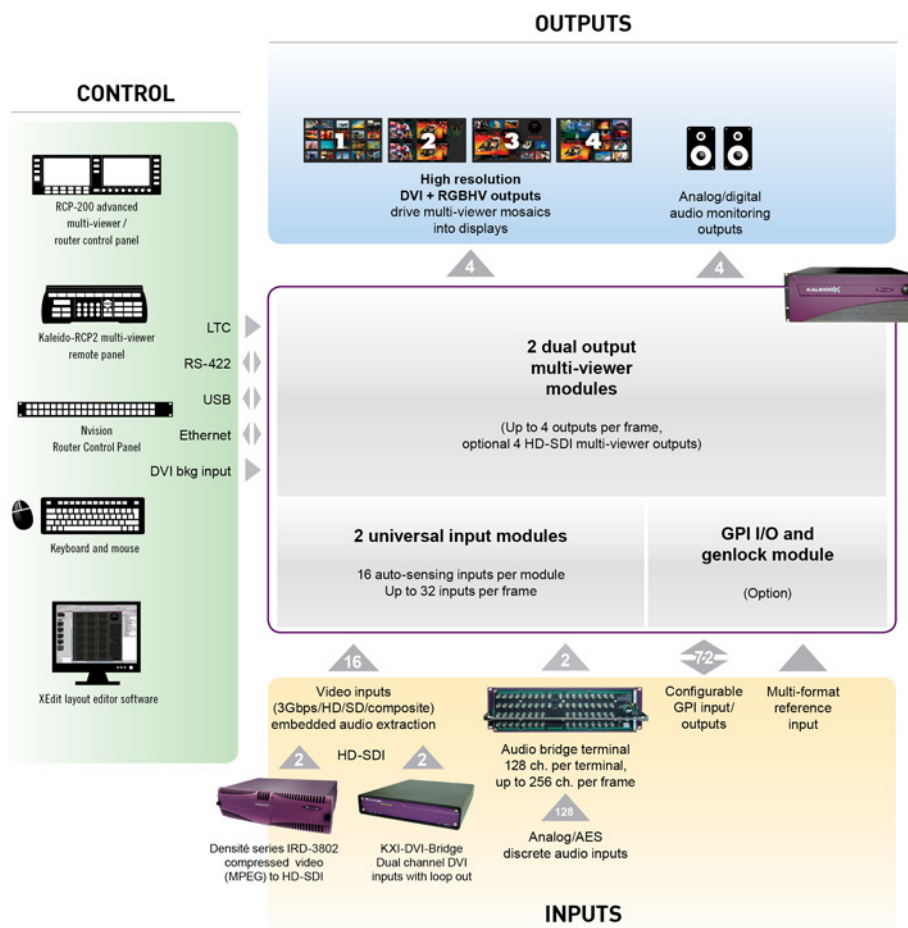 OUTPUTS
CONTROL
RCP-200 advanced
multi-viewer /
router control panel
Kaleido-RCP2 multi-viewer
remote panel
Nvision
Router Control Panel
Keyboard and mouse
XEdit layout editor software
LTC
RS-422
USB
Ethernet
DVI bkg input
1
2
3
4
High resolution
DVI + RGBHV outputs
drive multi-viewer mosaics
into displays
Analog/digital
audio monitoring
outputs
4
4
KALEIDOX
2 dual output
multi-viewer
modules
(Up to 4 outputs per frame,
optional 4 HD-SDI multi-viewer outputs)
2 universal input modules
16 auto-sensing inputs per module
Up to 32 inputs per frame
GPI I/O and
genlock module
(Option)
16
2
72
Video inputs
(3Gbps/HD/SD/composite)
embedded audio extraction
2
HD-SDI
2
Densité series IRD-3802
compressed video
(MPEG) to HD-SDI
KXI-DVI-Bridge
Dual channel DVI
inputs with loop out
Audio bridge terminal
128 ch. per terminal,
up to 256 ch. per frame
128
Analog/AES
discrete audio inputs
Configurable
GPI input/
outputs
Multi-format
reference
input
INPUTS